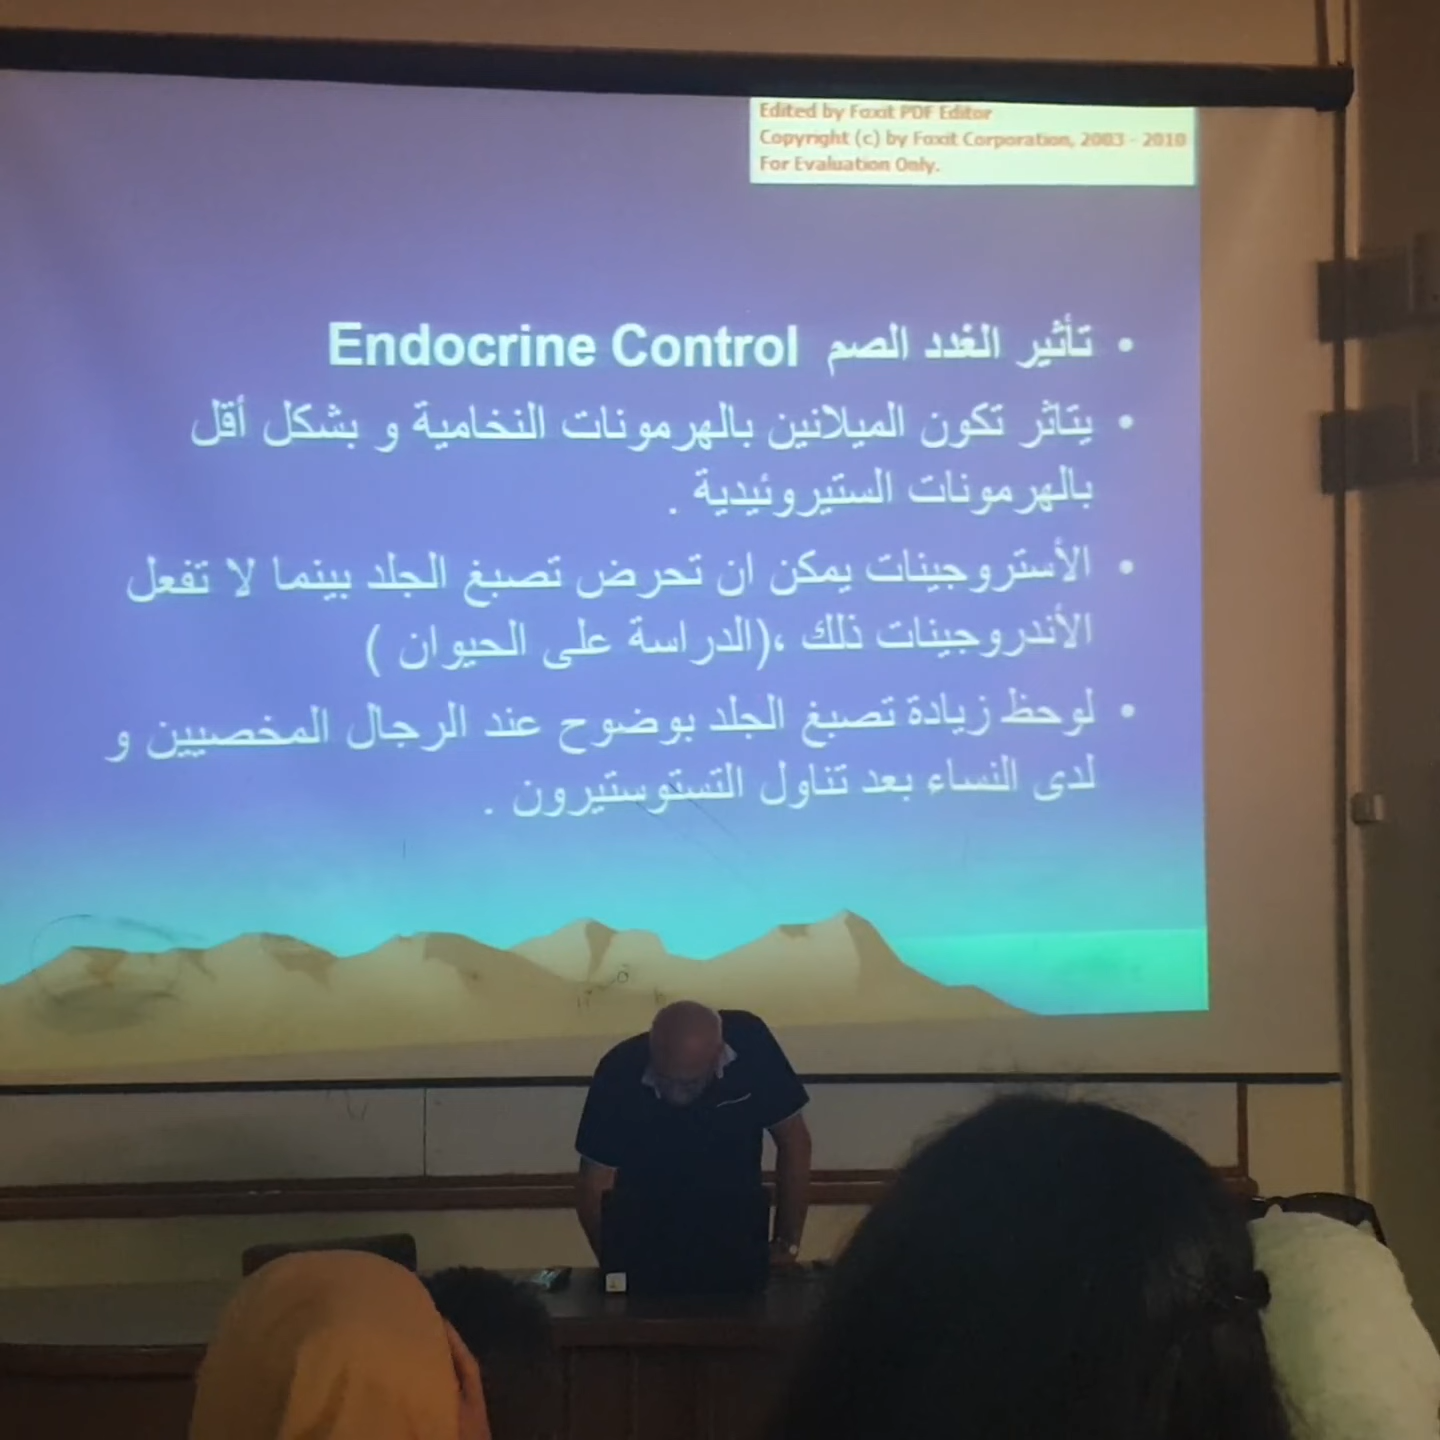 Edited by Foxit PDF Editor
Copyright (c) by Foxit Corporation, 2003 - 2010
For Evaluation Only.
• تأثير الغدد الصم Endocrine Control
• يتاثر تكون الميلانين بالهرمونات النخامية و بشكل أقل
بالهرمونات الستيروئيدية .
• الأستروجينات يمكن ان تحرض تصبغ الجلد بينما لا تفعل
الأندروجينات ذلك ،(الدراسة على الحيوان )
• لوحظ زيادة تصبغ الجلد بوضوح عند الرجال المخصيين و
لدى النساء بعد تناول التستوستيرون .